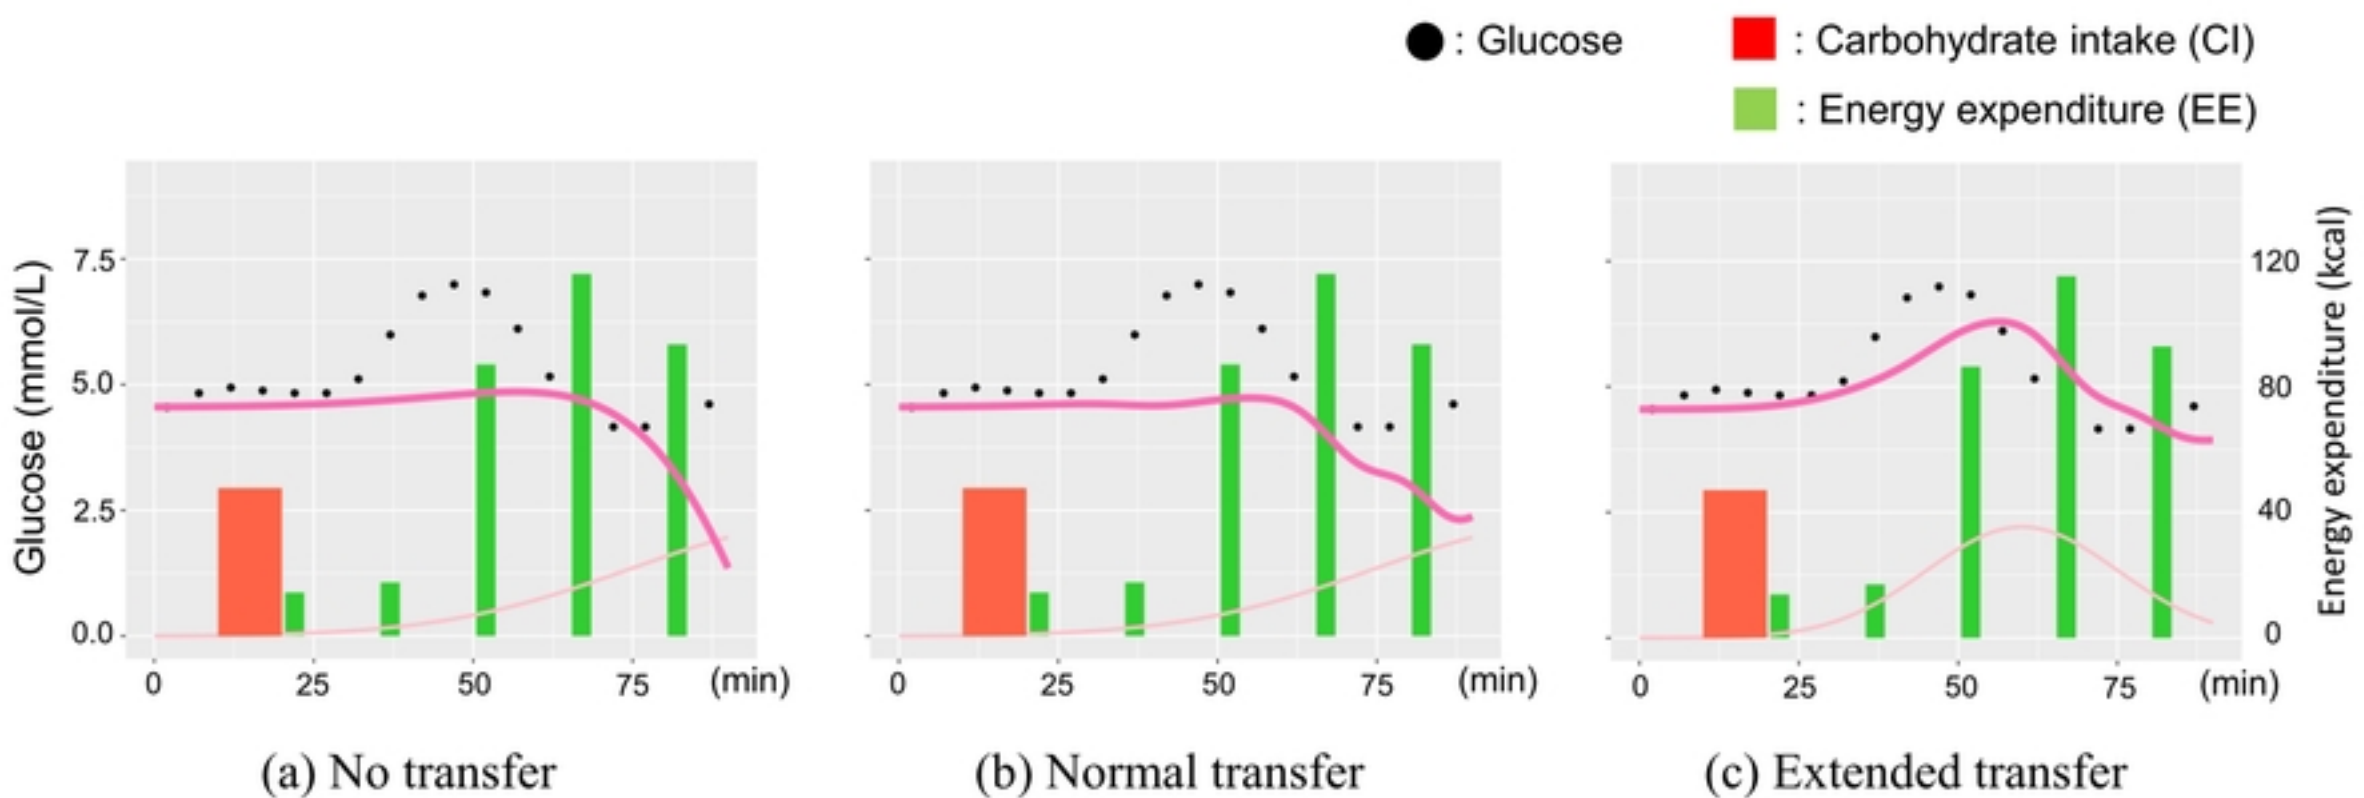 : Glucose
: Carbohydrate intake (CI)
: Energy expenditure (EE)
Glucose (mmol/L)
7.5
5.0
2.5
0.0
0 25 50 75 (min)
0 25 50 75 (min)
0 25 50 75 (min)
120
80
40
0
Energy expenditure (kcal)
(a) No transfer
(b) Normal transfer
(c) Extended transfer